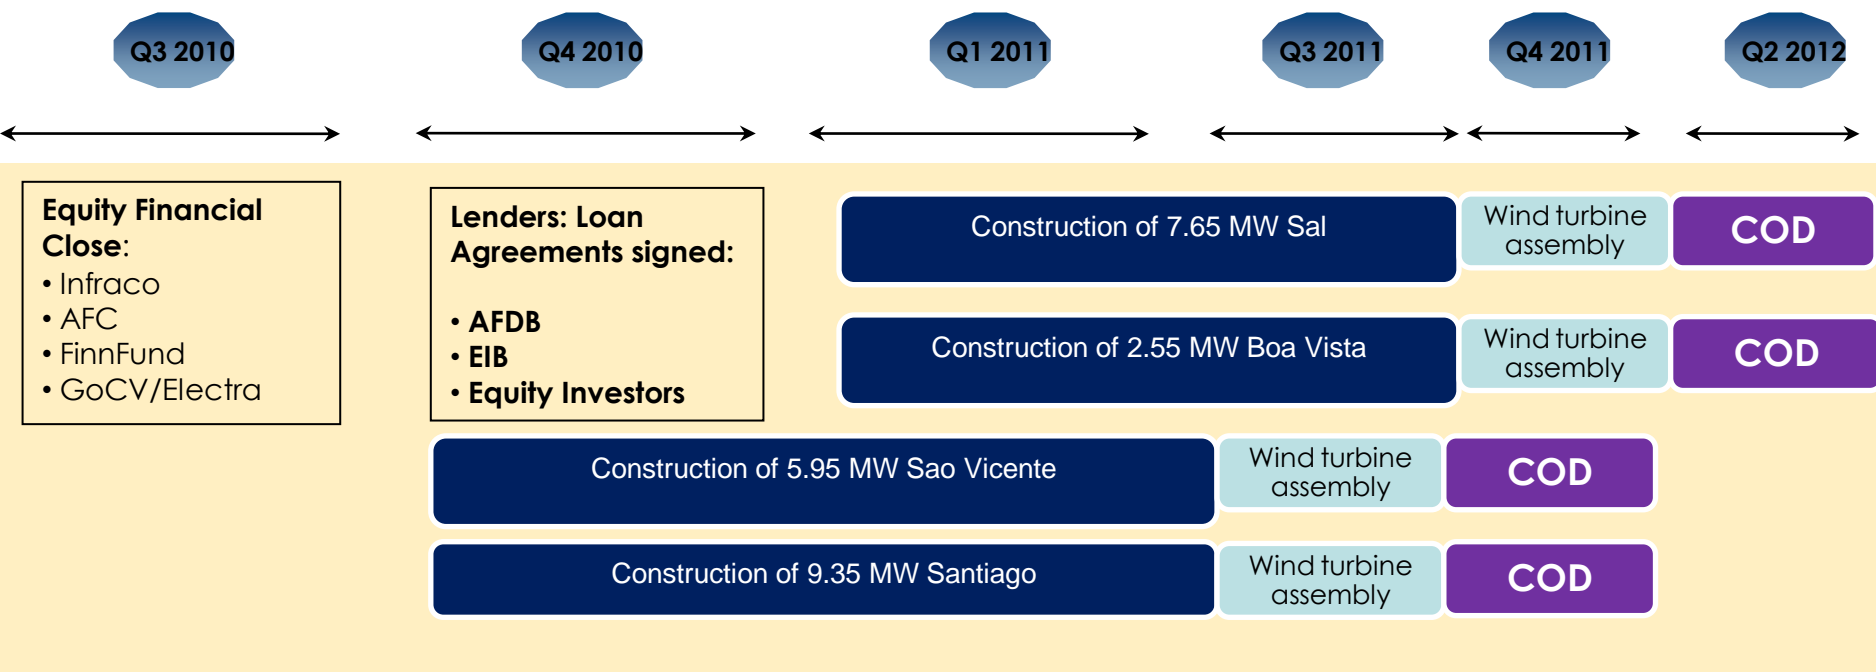 Q3 2010
Q4 2010
Q1 2011
Q3 2011
Q4 2011
Q2 2012
Equity Financial
Close:
• Infraco
• AFC
• FinnFund
• GoCV/Electra
Lenders: Loan
Agreements signed:
• AFDB
• EIB
• Equity Investors
Construction of 7.65 MW Sal
Wind turbine
assembly
COD
Construction of 2.55 MW Boa Vista
Wind turbine
assembly
COD
Construction of 5.95 MW Sao Vicente
Wind turbine
assembly
COD
Construction of 9.35 MW Santiago
Wind turbine
assembly
COD